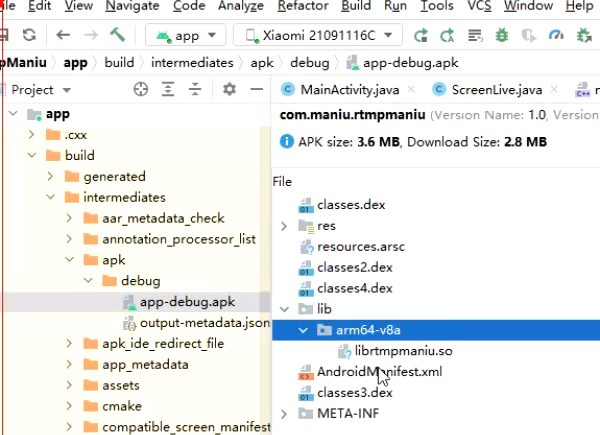 Edit View Navigate Code Analyze Refactor Build Run Tools VCS Window Help
app Xiaomi 21091116C
pManiu app build intermediates apk debug app-debug.apk
Project MainActivity.java ScreenLive.java
app
.cxx
build
generated
intermediates
aar_metadata_check
annotation_processor_list
apk
debug
app-debug.apk
output-metadata.json
apk_ide_redirect_file
app_metadata
assets
cmake
compatible_screen_manifest
com.maniu.rtmpmaniu (Version Name: 1.0, Version
APK size: 3.6 MB, Download Size: 2.8 MB
File
classes.dex
res
resources.arsc
classes2.dex
classes4.dex
lib
arm64-v8a
librtmpmaniu.so
AndroidManifest.xml
classes3.dex
META-INF